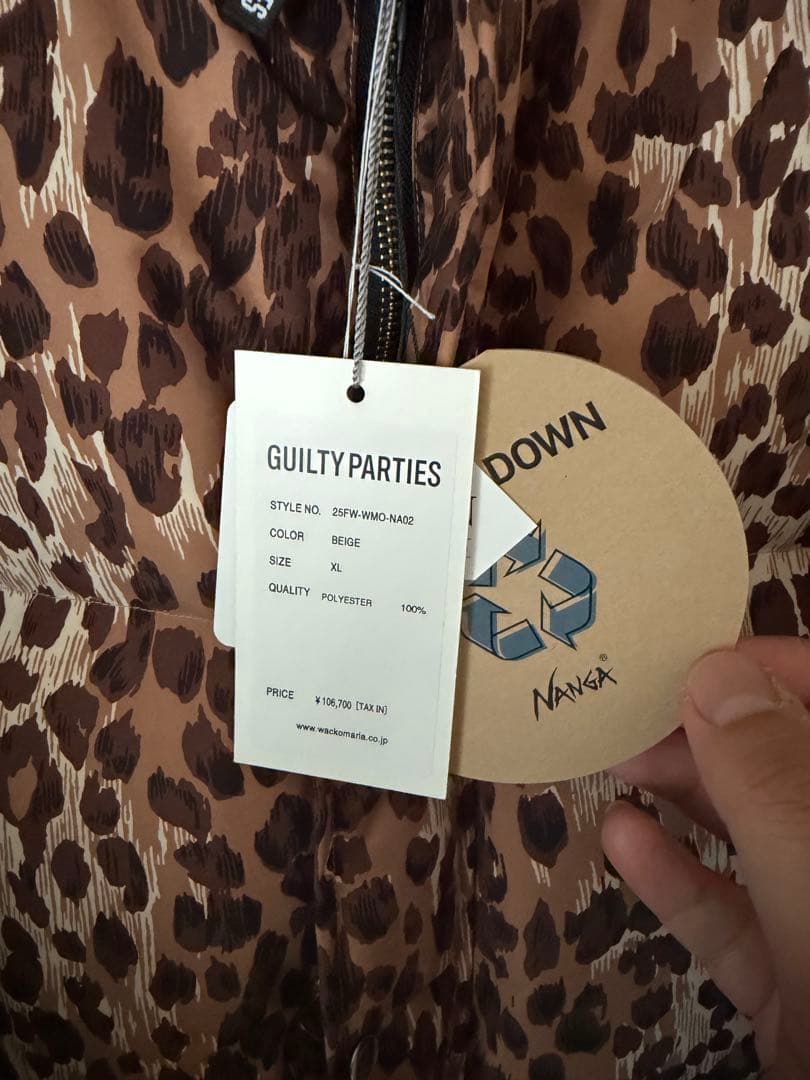 GUILTY PARTIES
STYLE NO. 25FW-WMO-NA02
COLOR BEIGE
SIZE XL
QUALITY POLYESTER 100%
PRICE ¥106,700 [TAX IN]
www.wackomaria.co.jp
DOWN
NANGA®